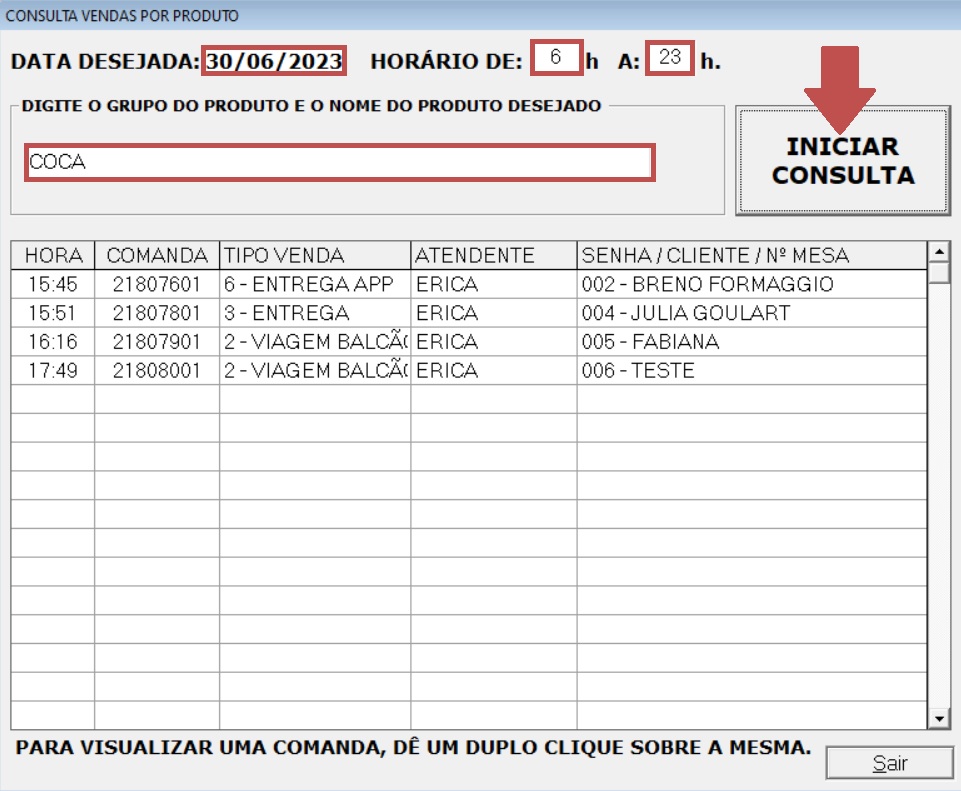 CONSULTA VENDAS POR PRODUTO
DATA DESEJADA: 30/06/2023 HORÁRIO DE: 6 h A: 23 h.
DIGITE O GRUPO DO PRODUTO E O NOME DO PRODUTO DESEJADO
COCA
INICIAR
CONSULTA
HORA COMANDA TIPO VENDA ATENDENTE SENHA / CLIENTE / Nº MESA
15:45 21807601 6 - ENTREGA APP ERICA 002 - BRENO FORMAGGIO
15:51 21807801 3 - ENTREGA ERICA 004 - JULIA GOULART
16:16 21807901 2 - VIAGEM BALCÃO ERICA 005 - FABIANA
17:49 21808001 2 - VIAGEM BALCÃ( ERICA 006 - TESTE
PARA VISUALIZAR UMA COMANDA, DÊ UM DUPLO CLIQUE SOBRE A MESMA.
Sair